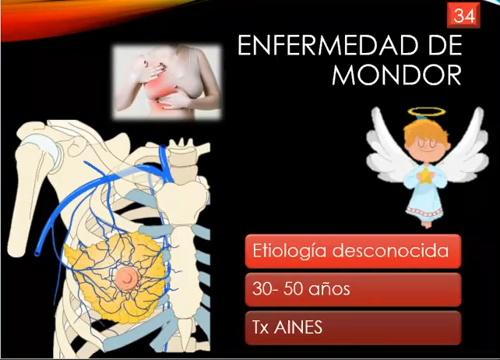 34
ENFERMEDAD DE
MONDOR
Etiología desconocida
30- 50 años
Tx AINES